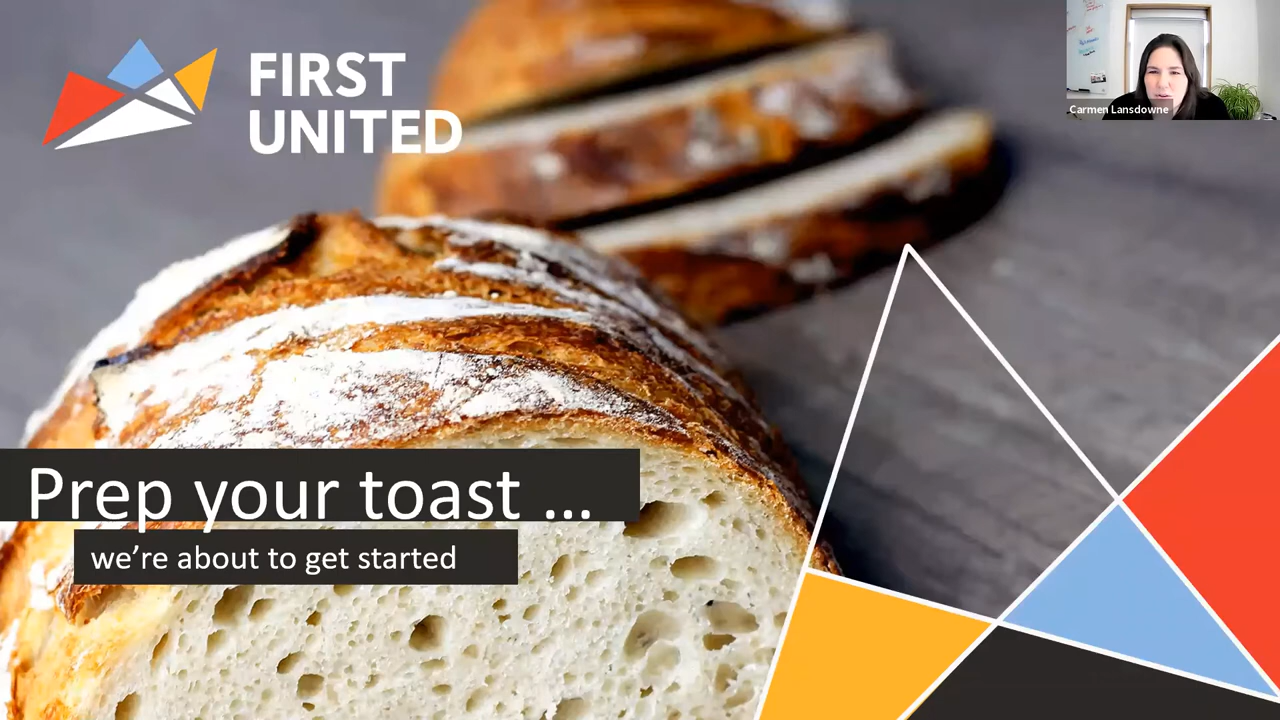 FIRST
UNITED
Carmen Lansdowne
Prep your toast ...
we’re about to get started